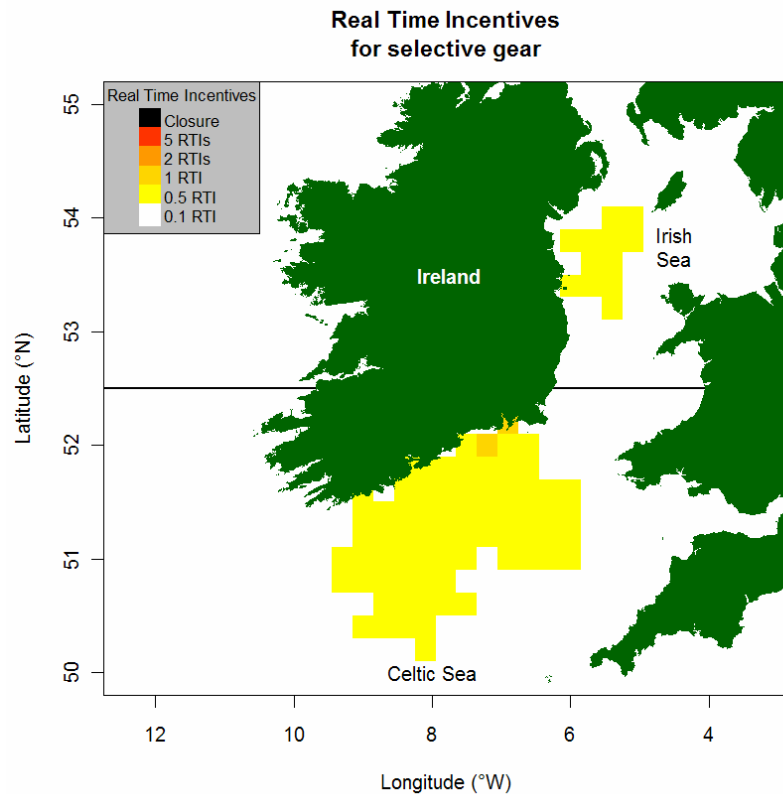 Real Time Incentives
for selective gear
Real Time Incentives
Closure
5 RTIs
2 RTIs
1 RTI
0.5 RTI
0.1 RTI
55
54
53
52
51
50
Latitude (°N)
Ireland
Irish
Sea
Celtic Sea
12
10
8
6
4
Longitude (°W)